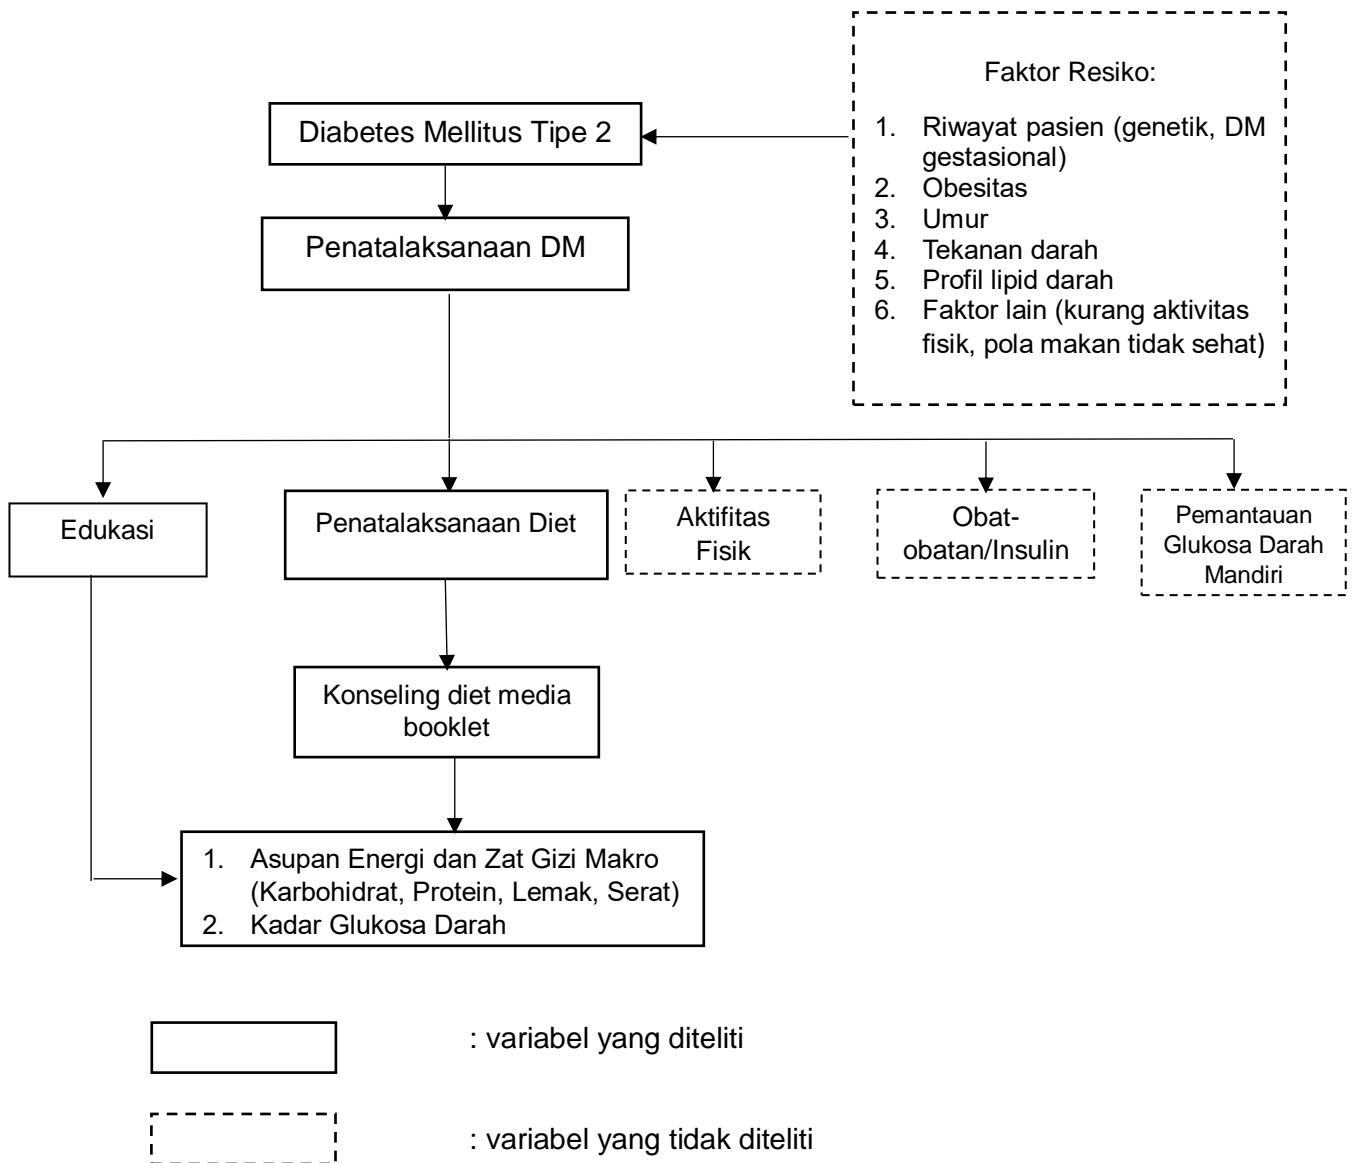 Faktor Resiko:
1. Riwayat pasien (genetik, DM
gestasional)
2. Obesitas
3. Umur
4. Tekanan darah
5. Profil lipid darah
6. Faktor lain (kurang aktivitas
fisik, pola makan tidak sehat)
Diabetes Mellitus Tipe 2
Penatalaksanaan DM
Edukasi
Penatalaksanaan Diet
Aktifitas
Fisik
Obat-
obatan/Insulin
Pemantauan
Glukosa Darah
Mandiri
Konseling diet media
booklet
1. Asupan Energi dan Zat Gizi Makro
(Karbohidrat, Protein, Lemak, Serat)
2. Kadar Glukosa Darah
: variabel yang diteliti
: variabel yang tidak diteliti